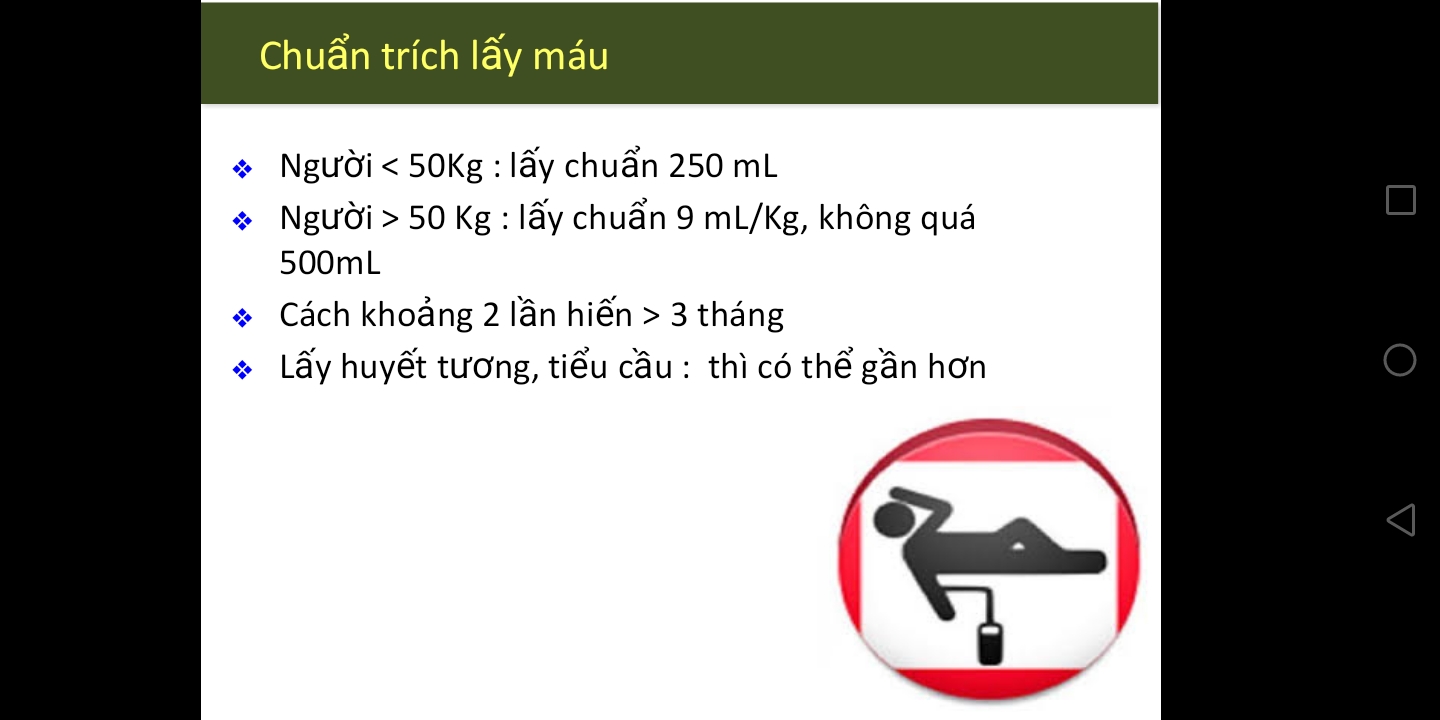 Chuẩn trích lấy máu
Người < 50Kg : lấy chuẩn 250 mL
Người > 50 Kg : lấy chuẩn 9 mL/Kg, không quá
500mL
Cách khoảng 2 lần hiến > 3 tháng
Lấy huyết tương, tiểu cầu : thì có thể gần hơn